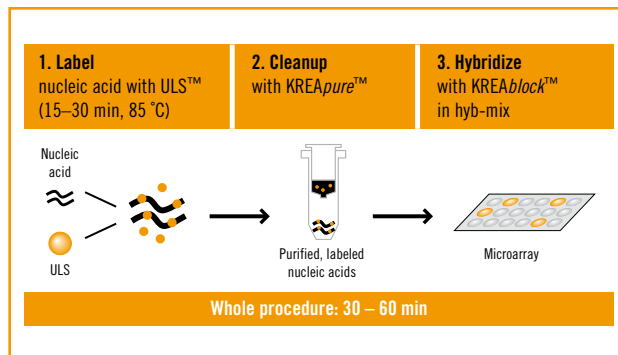 1. Label
nucleic acid with ULS™
(15–30 min, 85 ˚C)
2. Cleanup
with KREApure™
3. Hybridize
with KREAblock™
in hyb-mix
Nucleic
acid
ULS
Purified, labeled
nucleic acids
Microarray
Whole procedure: 30 – 60 min